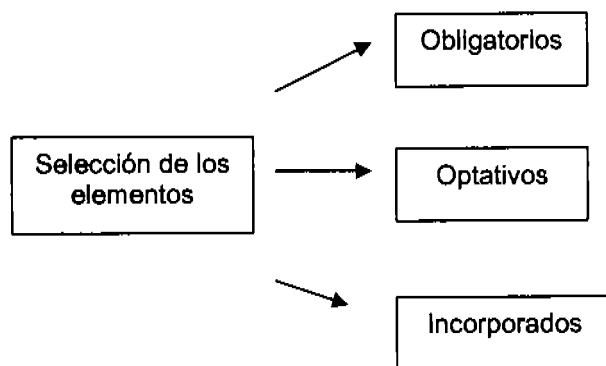 Obligatorios
Selección de los
elementos
Optativos
Incorporados